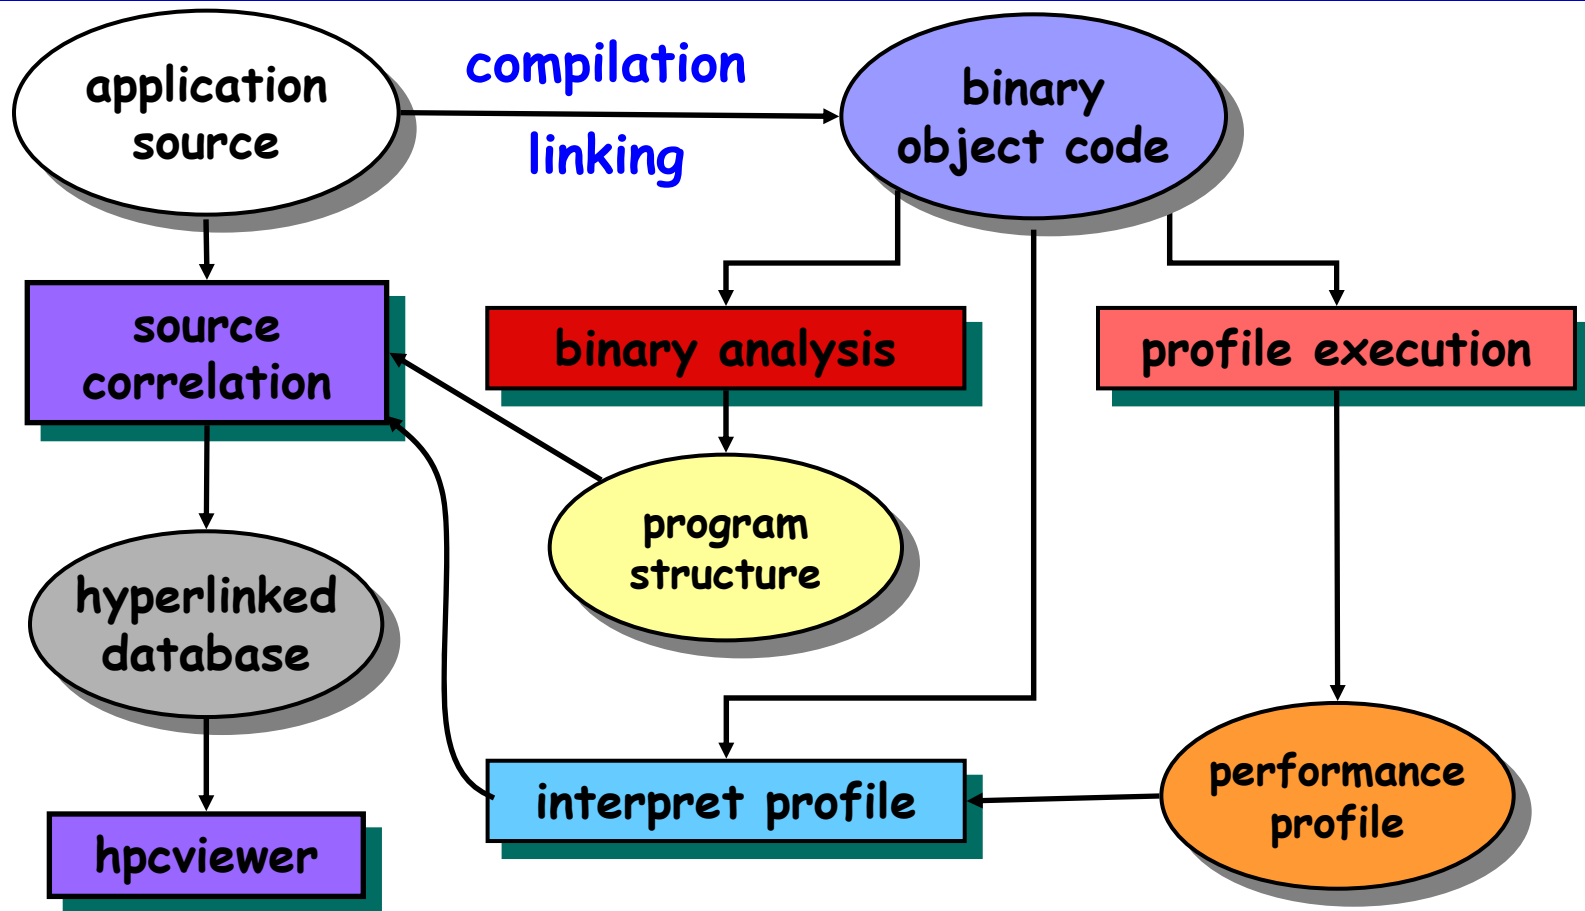 application
source
compilation
linking
binary
object code
source
correlation
binary analysis
profile execution
program
structure
hyperlinked
database
interpret profile
performance
profile
hpcviewer